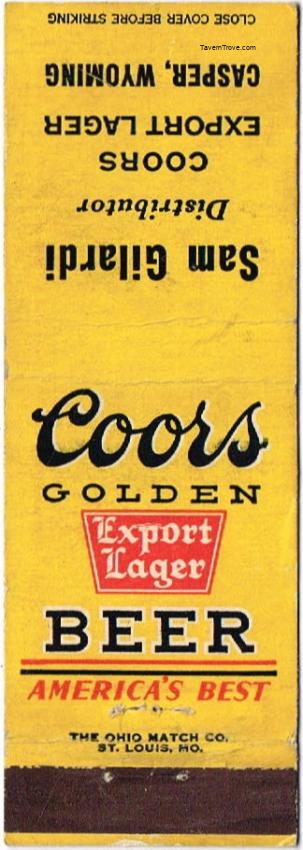 TavernTrove.com
Sam Gilardi
Distributor
COORS
EXPORT LAGER
CASPER, WYOMING
CLOSE COVER BEFORE STRIKING
Coors
GOLDEN
Export
Lager
BEER
AMERICA'S BEST
THE OHIO MATCH CO.
ST. LOUIS, MO.